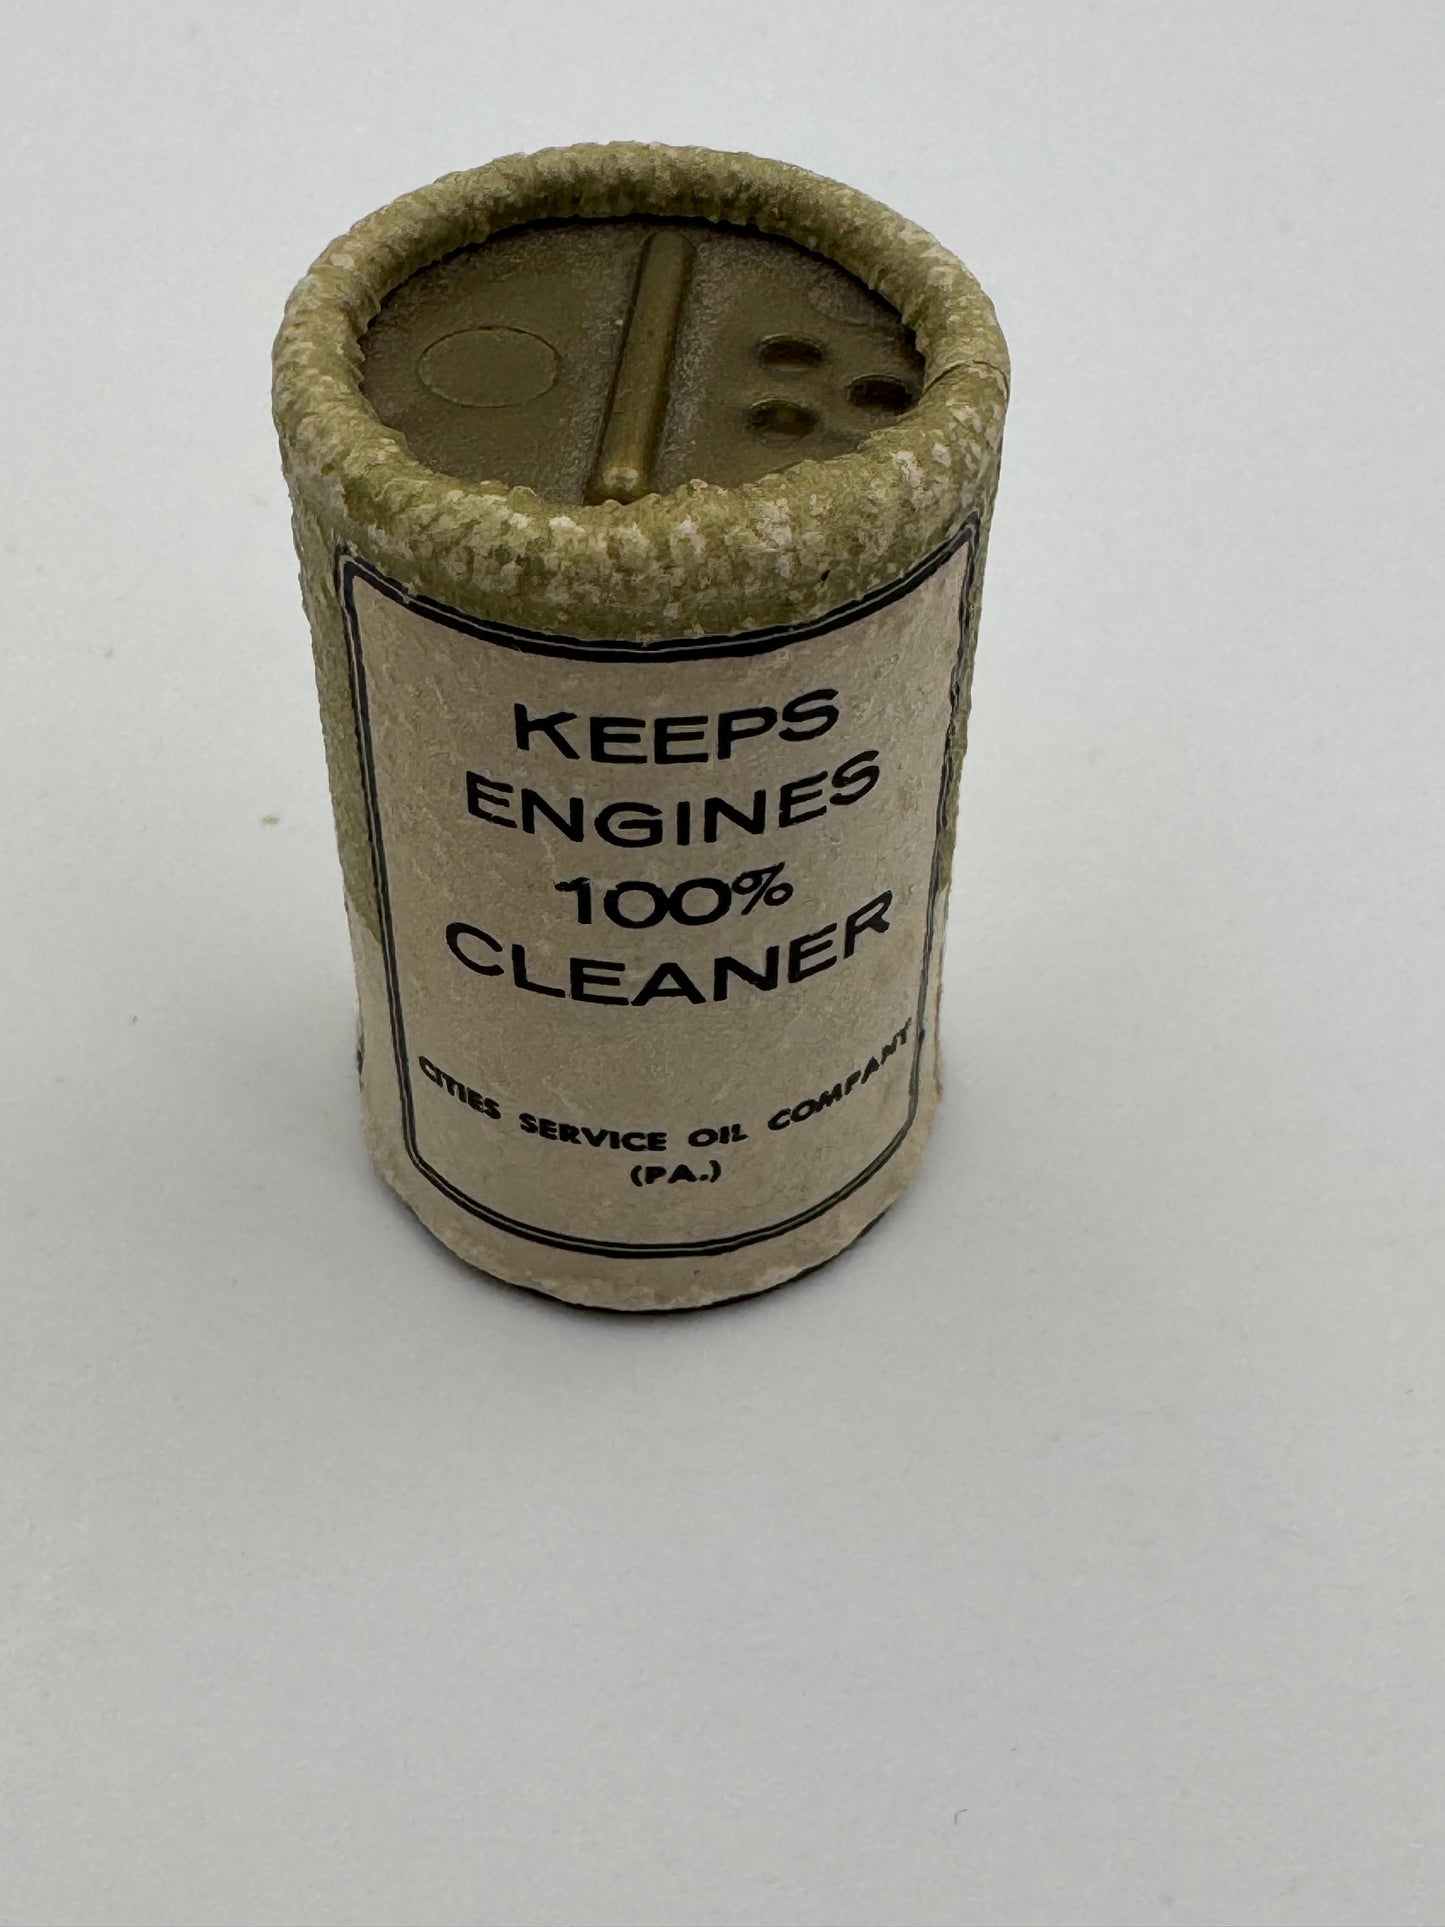 KEEPS
ENGINES
100%
CLEANER
CITIES SERVICE OIL COMPANY
(PA.)